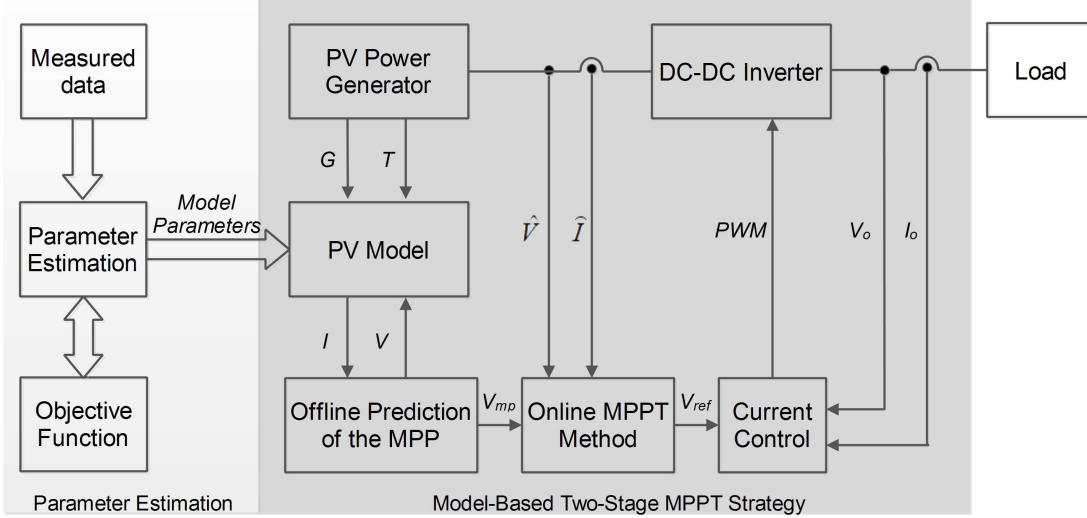 Measured
data
PV Power
Generator
DC-DC Inverter
Load
G
T
Model
Parameters
Parameter
Estimation
PV Model
V̂
Î
PWM
Vₒ
Iₒ
I
V
Objective
Function
Offline Prediction
of the MPP
Vmp
Online MPPT
Method
Vref
Current
Control
Parameter Estimation
Model-Based Two-Stage MPPT Strategy